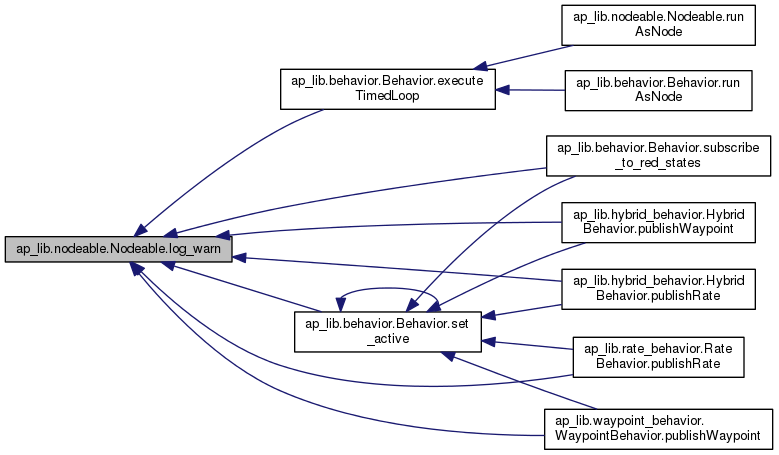 ap_lib.nodeable.Nodeable.run
AsNode
ap_lib.behavior.Behavior.execute
TimedLoop
ap_lib.behavior.Behavior.run
AsNode
ap_lib.behavior.Behavior.subscribe
_to_red_states
ap_lib.hybrid_behavior.Hybrid
Behavior.publishWaypoint
ap_lib.nodeable.Nodeable.log_warn
ap_lib.hybrid_behavior.Hybrid
Behavior.publishRate
ap_lib.behavior.Behavior.set
_active
ap_lib.rate_behavior.Rate
Behavior.publishRate
ap_lib.waypoint_behavior.
WaypointBehavior.publishWaypoint